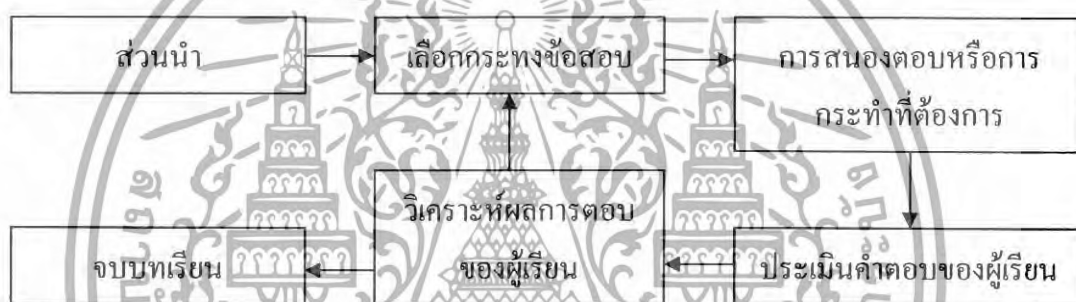 ส่วนนำ
เลือกกระทงข้อสอบ
การสนองตอบหรือการ
กระทำที่ต้องการ
วิเคราะห์ผลการตอบ
ของผู้เรียน
จบบทเรียน
ประเมินคำตอบของผู้เรียน